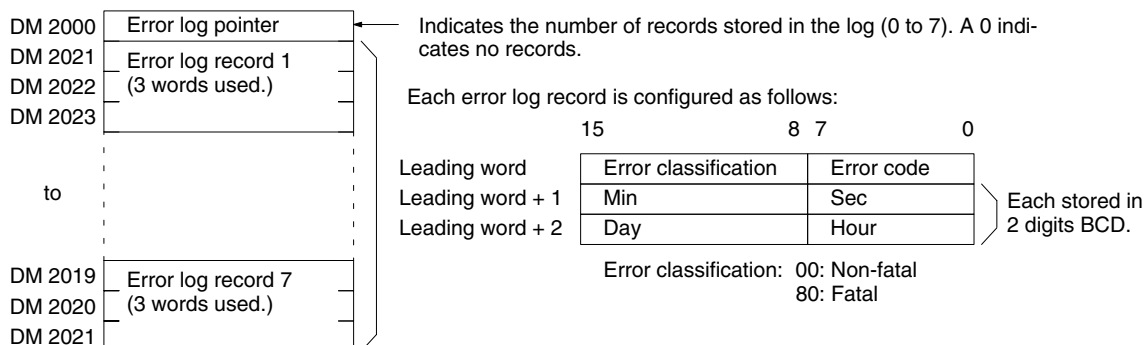 DM 2000 Error log pointer
DM 2021 Error log record 1
DM 2022 (3 words used.)
DM 2023
to
DM 2019 Error log record 7
DM 2020 (3 words used.)
DM 2021
Indicates the number of records stored in the log (0 to 7). A 0 indi-
cates no records.
Each error log record is configured as follows:
15 8 7 0
Leading word Error classification Error code
Leading word + 1 Min Sec
Leading word + 2 Day Hour
Each stored in
2 digits BCD.
Error classification: 00: Non-fatal
80: Fatal